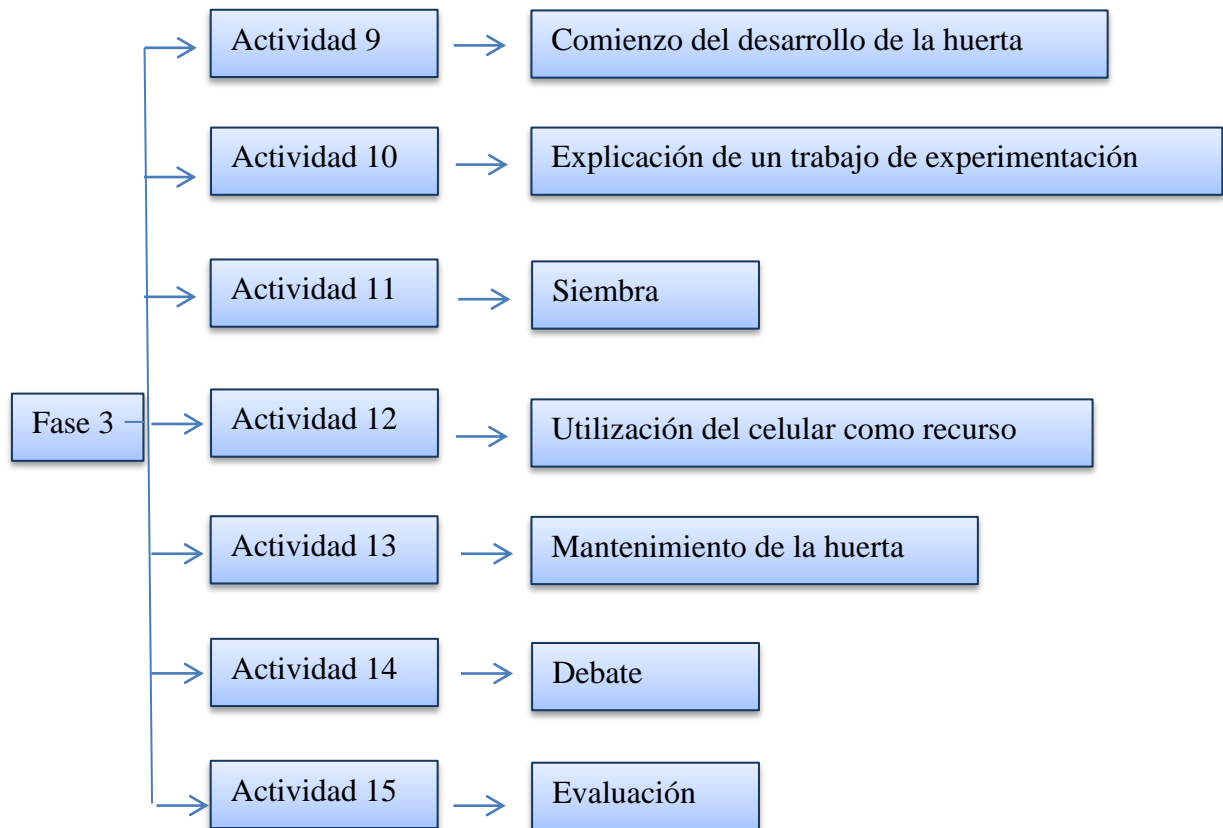 Actividad 9
Comienzo del desarrollo de la huerta
Actividad 10
Explicación de un trabajo de experimentación
Actividad 11
Siembra
Fase 3
Actividad 12
Utilización del celular como recurso
Actividad 13
Mantenimiento de la huerta
Actividad 14
Debate
Actividad 15
Evaluación